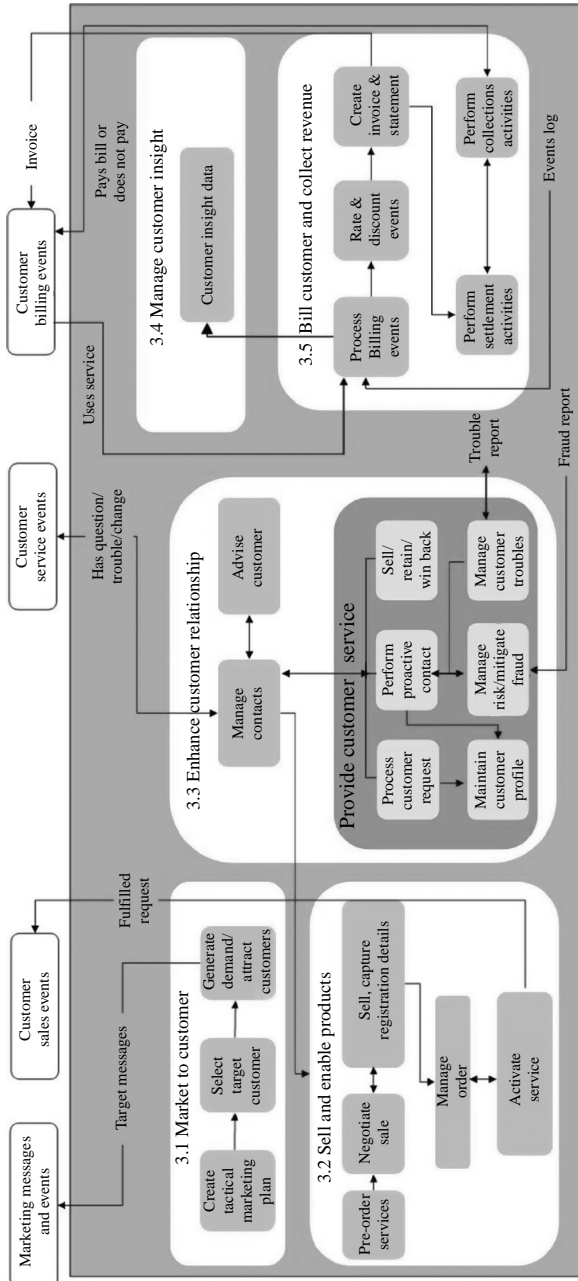 Marketing messages
and events
Customer
sales events
Customer
service events
Customer
billing events
Target messages
Fulfilled
request
Has question/
trouble/change
Uses service
Pays bill or
does not pay
Invoice
3.1 Market to customer
Create
tactical
marketing
plan
Select
target
customer
Generate
demand/
attract
customers
3.2 Sell and enable products
Pre-order
services
Negotiate
sale
Sell, capture
registration details
Manage
order
Activate
service
3.3 Enhance customer relationship
Manage
contacts
Advise
customer
Provide customer service
Process
customer
request
Perform
proactive
contact
Sell/
retain/
win back
Maintain
customer
profile
Manage
risk/mitigate
fraud
Manage
customer
troubles
Trouble
report
Fraud report
3.4 Manage customer insight
Customer insight data
3.5 Bill customer and collect revenue
Process
Billing
events
Rate &
discount
events
Create
invoice &
statement
Perform
settlement
activities
Perform
collections
activities
Events log